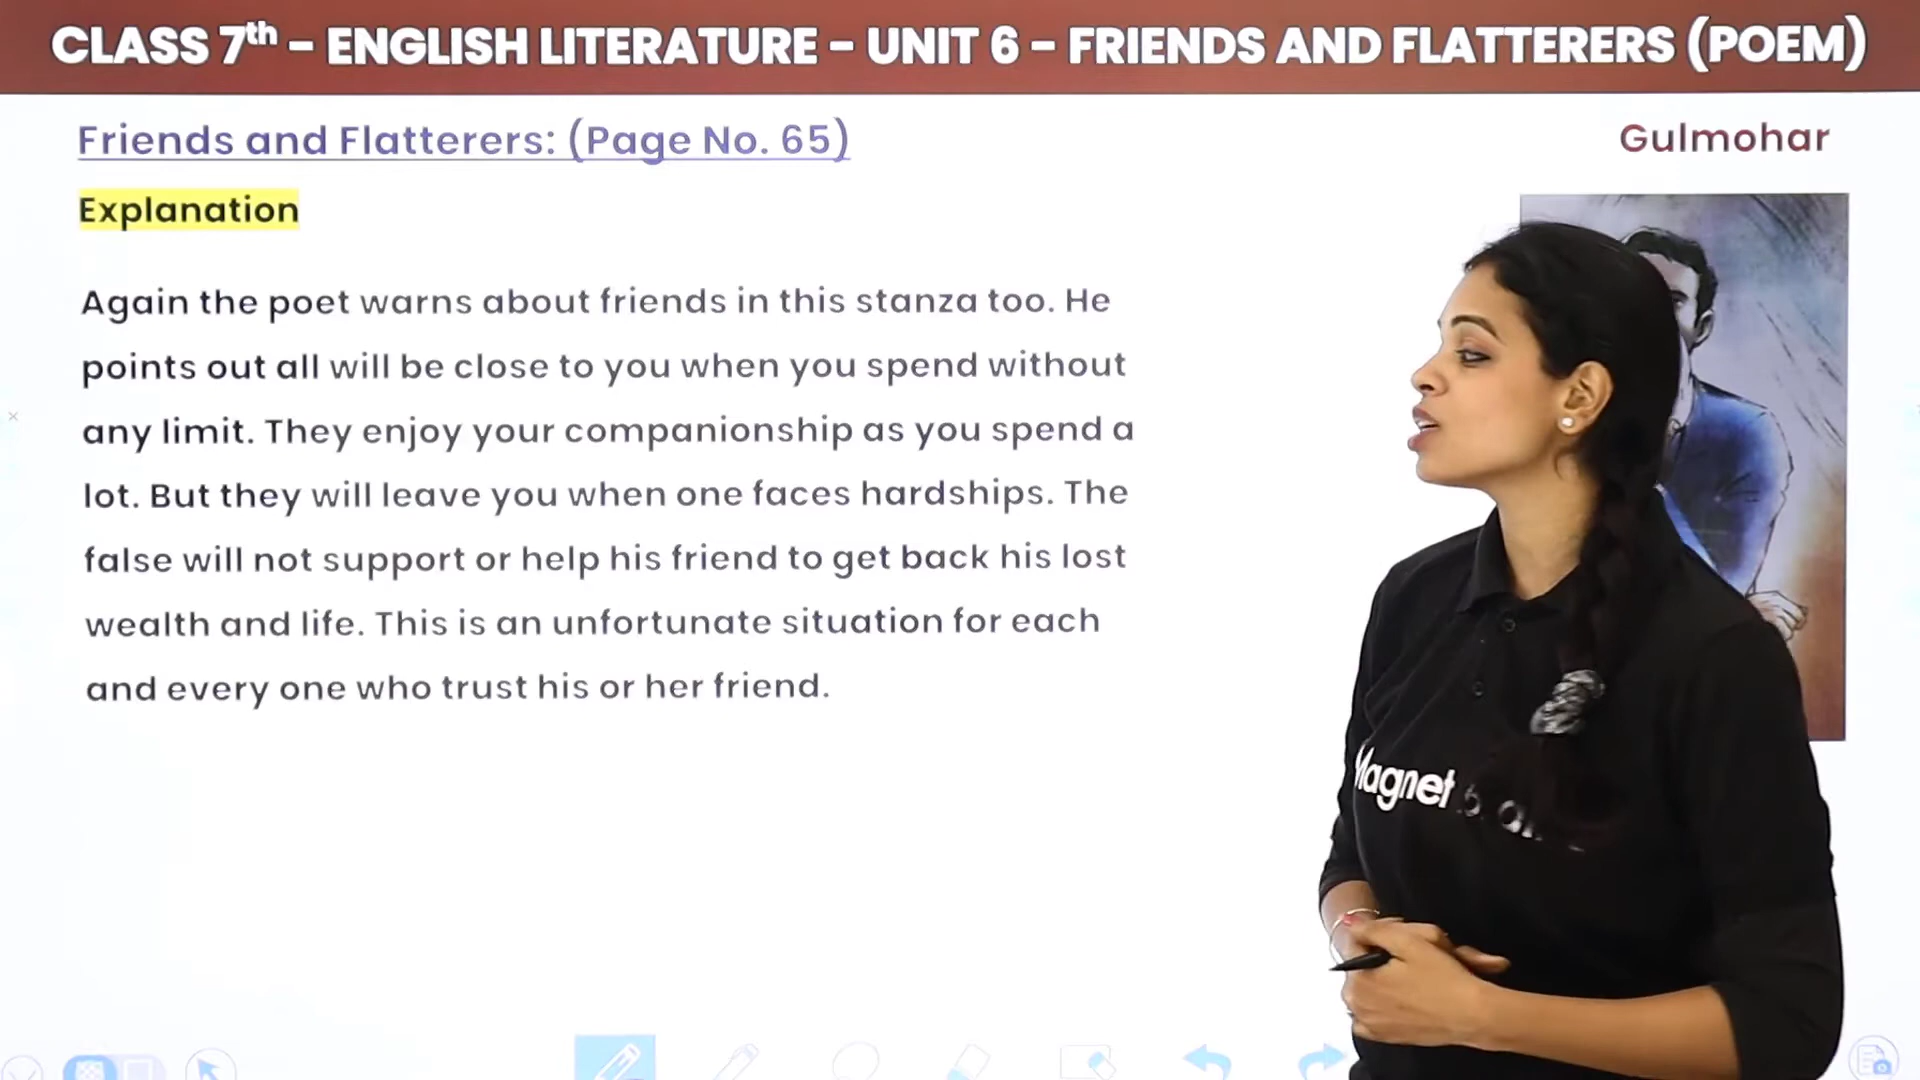 CLASS 7th – ENGLISH LITERATURE – UNIT 6 – FRIENDS AND FLATTERERS (POEM)
Friends and Flatterers: (Page No. 65)
Gulmohar
Explanation
Again the poet warns about friends in this stanza too. He
points out all will be close to you when you spend without
any limit. They enjoy your companionship as you spend a
lot. But they will leave you when one faces hardships. The
false will not support or help his friend to get back his lost
wealth and life. This is an unfortunate situation for each
and every one who trust his or her friend.
Magnet